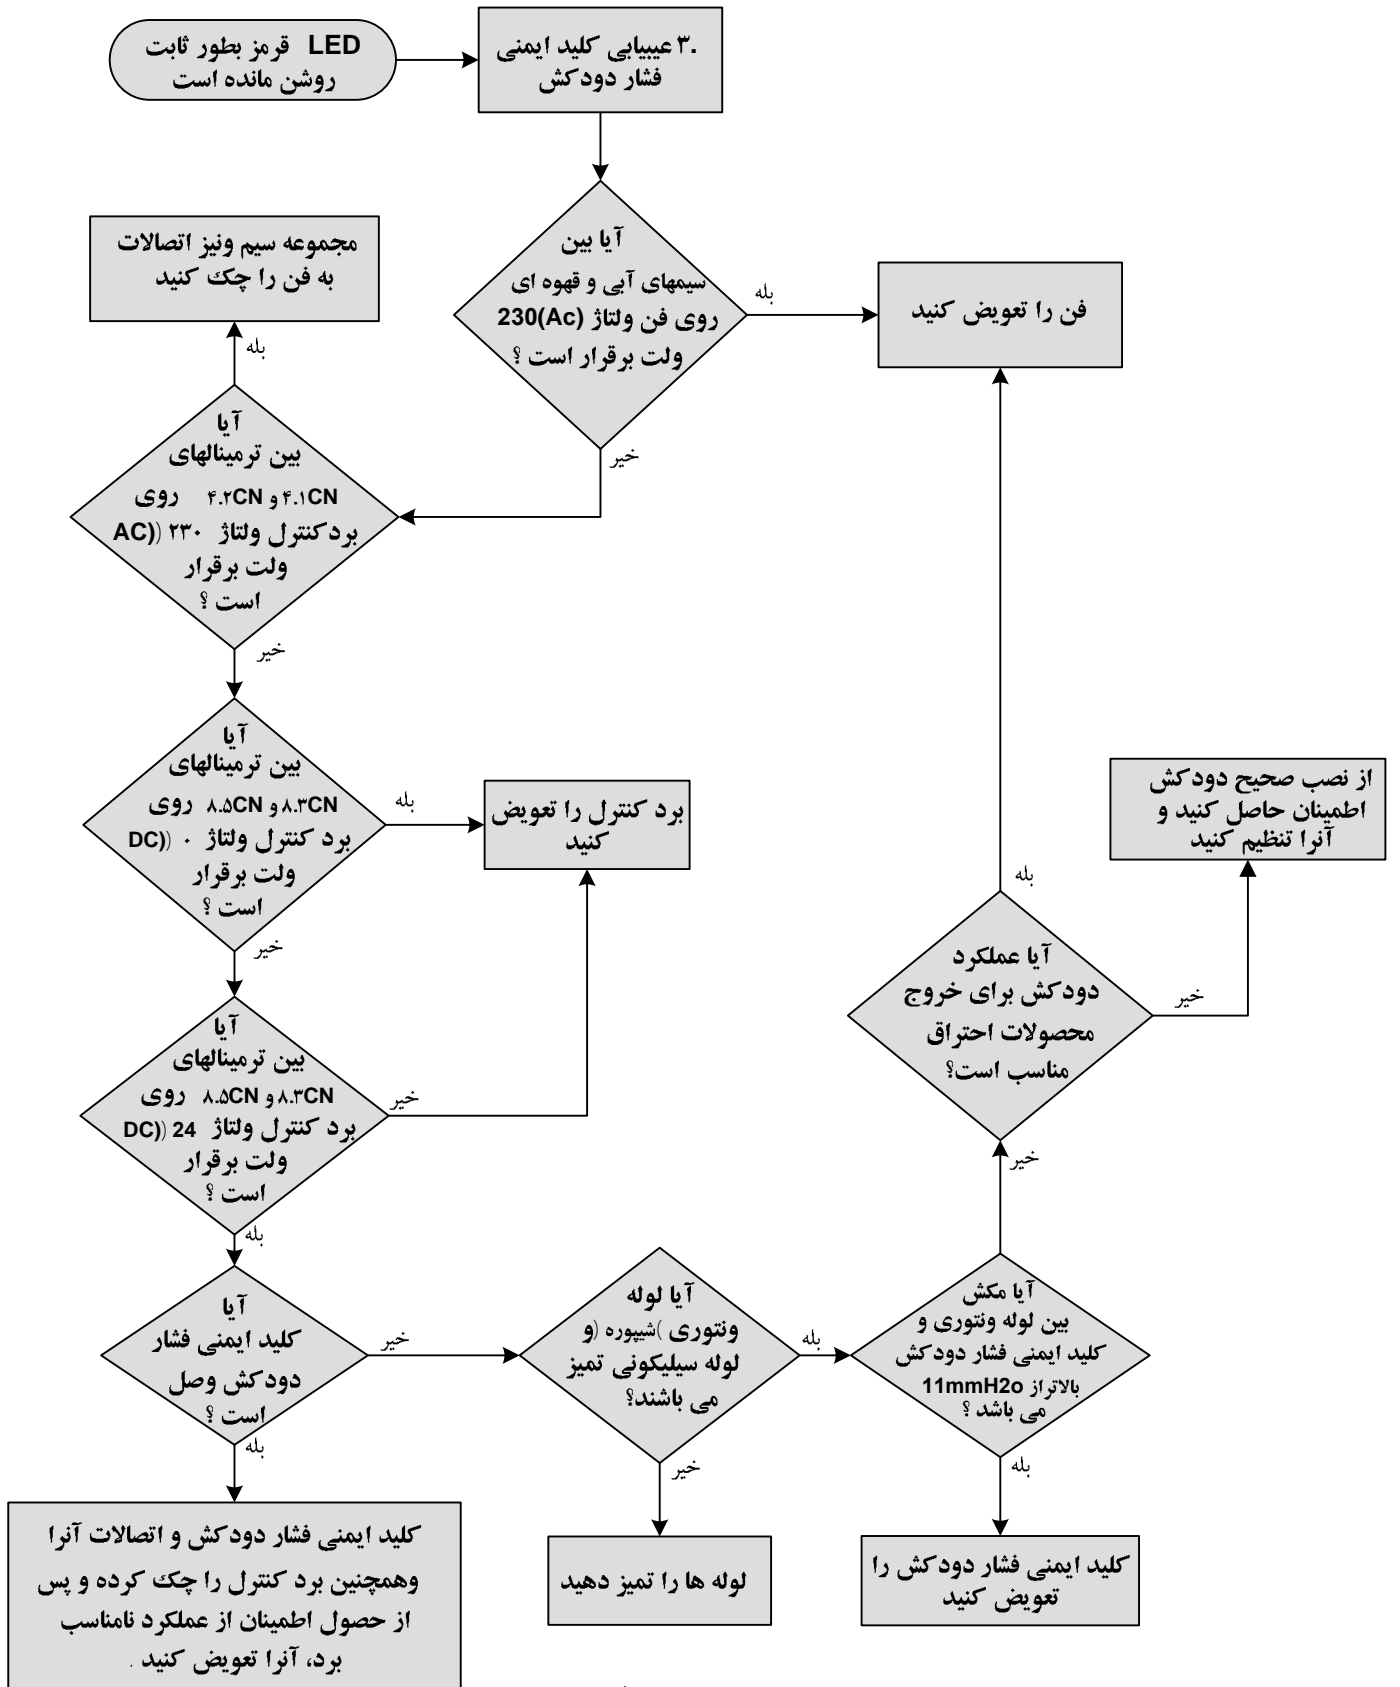 LED قرمز بطور ثابت
روشن مانده است
۳. عیبیابی کلید ایمنی
فشار دودکش
آیا بین
سیمهای آبی و قهوه ای
روی فن ولتاژ 230(Ac)
ولت برقرار است ؟
بله
فن را تعویض کنید
خیر
مجموعه سیم ونیز اتصالات
به فن را چک کنید
بله
آیا
بین ترمینالهای
۴.۱CN و ۴.۲CN روی
برد کنترل ولتاژ ۲۳۰ ((AC
ولت برقرار
است ؟
خیر
آیا
بین ترمینالهای
۸.۳CN و ۸.۵CN روی
برد کنترل ولتاژ ۰ ((DC
ولت برقرار
است ؟
بله
برد کنترل را تعویض
کنید
خیر
آیا
بین ترمینالهای
۸.۳CN و ۸.۵CN روی
برد کنترل ولتاژ 24 ((DC
ولت برقرار
است ؟
خیر
بله
آیا
کلید ایمنی فشار
دودکش وصل
است ؟
خیر
بله
کلید ایمنی فشار دودکش و اتصالات آنرا
وهمچنین برد کنترل را چک کرده و پس
از حصول اطمینان از عملکرد نامناسب
برد، آنرا تعویض کنید .
آیا لوله
ونتوری )شیپوره (و
لوله سیلیکونی تمیز
می باشند؟
بله
خیر
لوله ها را تمیز دهید
آیا مکش
بین لوله ونتوری و
کلید ایمنی فشار دودکش
بالاتراز 11mmH2o
می باشد ؟
بله
کلید ایمنی فشار دودکش را
تعویض کنید
خیر
آیا عملکرد
دودکش برای خروج
محصولات احتراق
مناسب است؟
بله
خیر
از نصب صحیح دودکش
اطمینان حاصل کنید و
آنرا تنظیم کنید